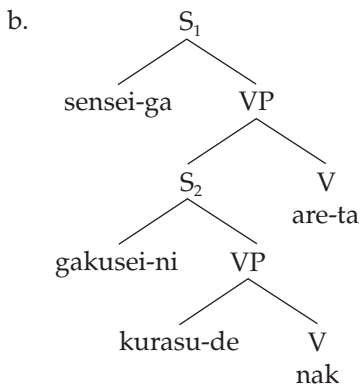 b. S₁
sensei-ga VP
S₂ V
are-ta
gakusei-ni VP
kurasu-de V
nak